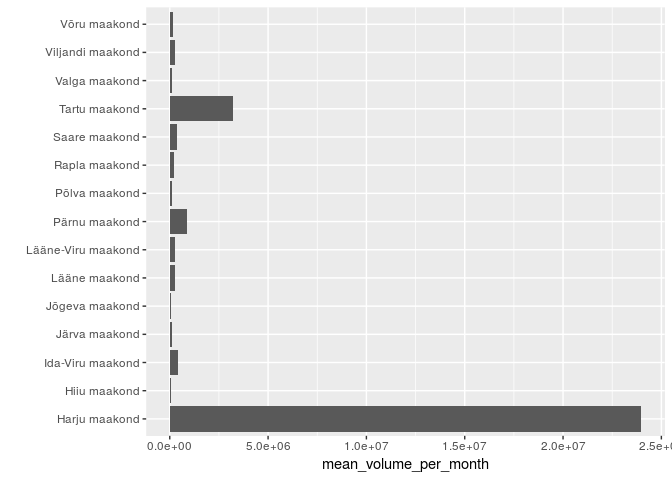 Võru maakond
Viljandi maakond
Valga maakond
Tartu maakond
Saare maakond
Rapla maakond
Põlva maakond
Pärnu maakond
Lääne-Viru maakond
Lääne maakond
Jõgeva maakond
Järva maakond
Ida-Viru maakond
Hiiu maakond
Harju maakond
0.0e+00 5.0e+06 1.0e+07 1.5e+07 2.0e+07
mean_volume_per_month